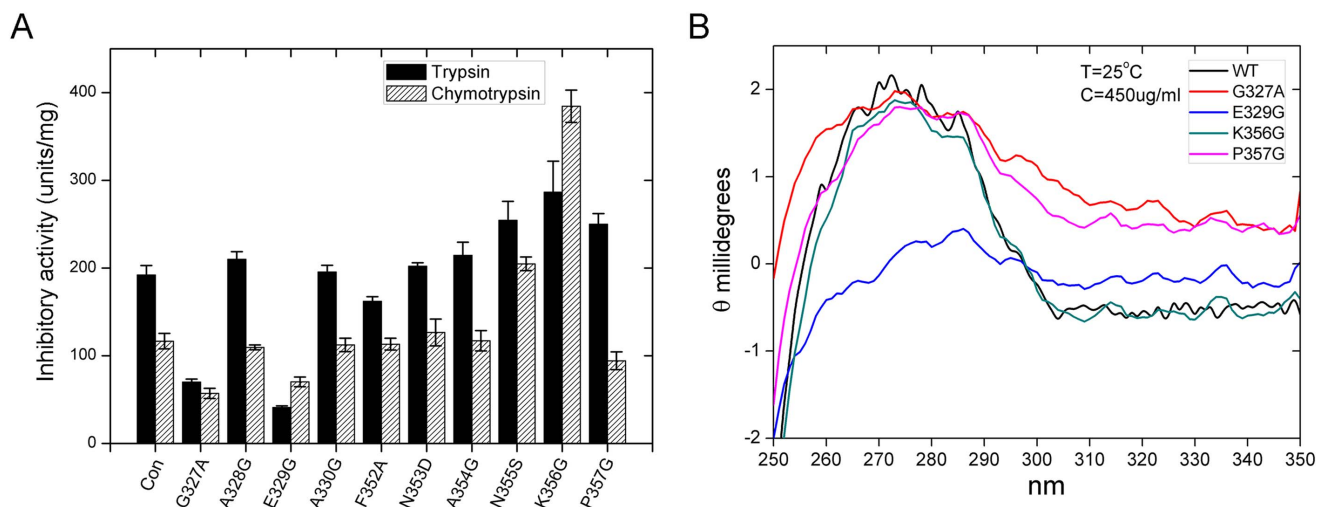 A
Inhibitory activity (units/mg)
400
300
200
100
0
Trypsin
Chymotrypsin
Con
G327A
A328G
E329G
A330G
F352A
N353D
A354G
N355S
K356G
P357G
B
θ millidegrees
2
1
0
-1
-2
T=25°C
C=450ug/ml
WT
G327A
E329G
K356G
P357G
250 260 270 280 290 300 310 320 330 340 350
nm